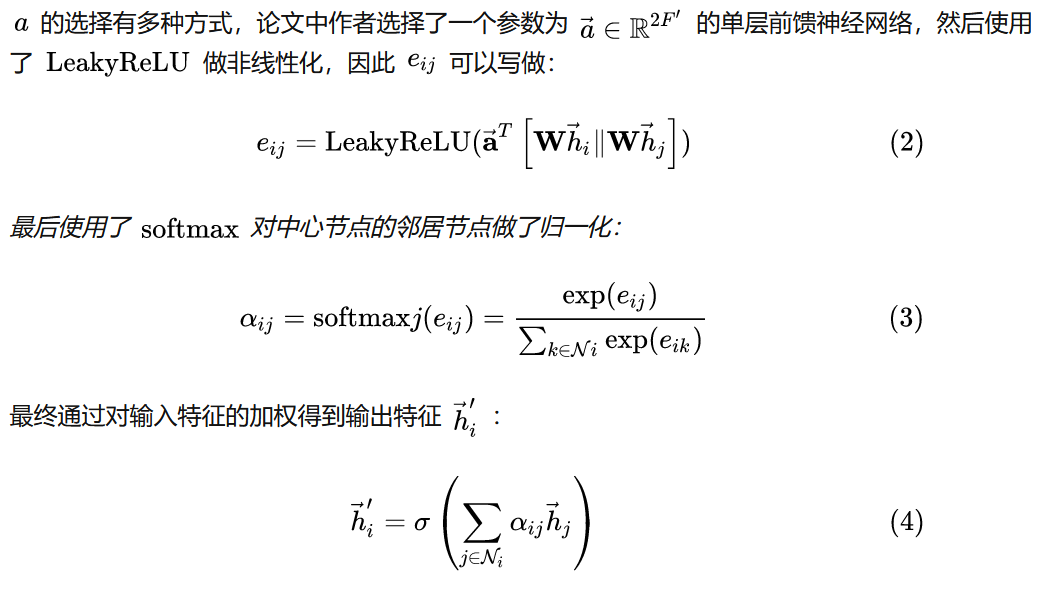 a 的选择有多种方式，论文中作者选择了一个参数为 $\vec{a} \in \mathbb{R}^{2F'}$ 的单层前馈神经网络，然后使用
了 LeakyReLU 做非线性化，因此 $e_{ij}$ 可以写做：
$e_{ij} = \text{LeakyReLU}(\vec{\mathbf{a}}^T \left[ \mathbf{W}\vec{h}_i \| \mathbf{W}\vec{h}_j \right])$ (2)
最后使用了 softmax 对中心节点的邻居节点做了归一化：
$\alpha_{ij} = \text{softmax}j(e_{ij}) = \frac{\exp(e_{ij})}{\sum_{k \in \mathcal{N}i} \exp(e_{ik})}$ (3)
最终通过对输入特征的加权得到输出特征 $\vec{h}_i'$ ：
$\vec{h}_i' = \sigma \left( \sum_{j \in \mathcal{N}_i} \alpha_{ij} \vec{h}_j \right)$ (4)